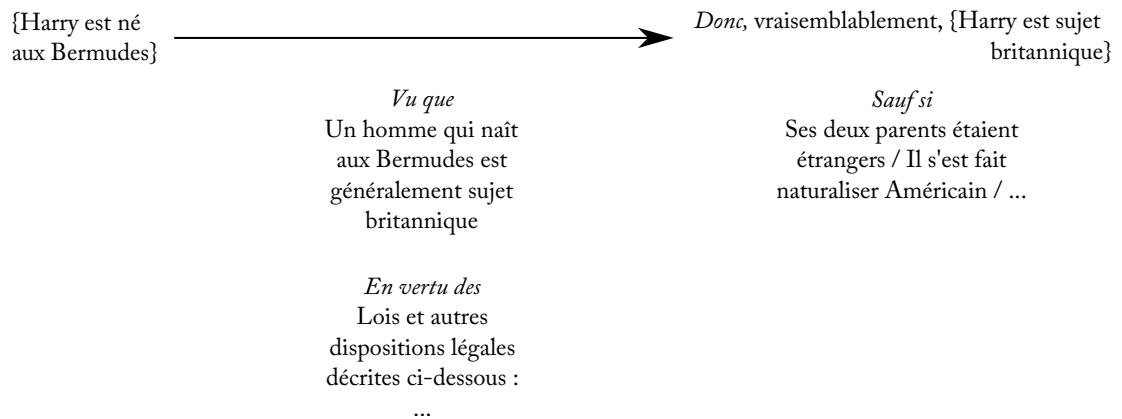 {Harry est né
aux Bermudes}
Donc, vraisemblablement, {Harry est sujet
britannique}
Vu que
Un homme qui naît
aux Bermudes est
généralement sujet
britannique
Sauf si
Ses deux parents étaient
étrangers / Il s'est fait
naturaliser Américain / ...
En vertu des
Lois et autres
dispositions légales
décrites ci-dessous :
...